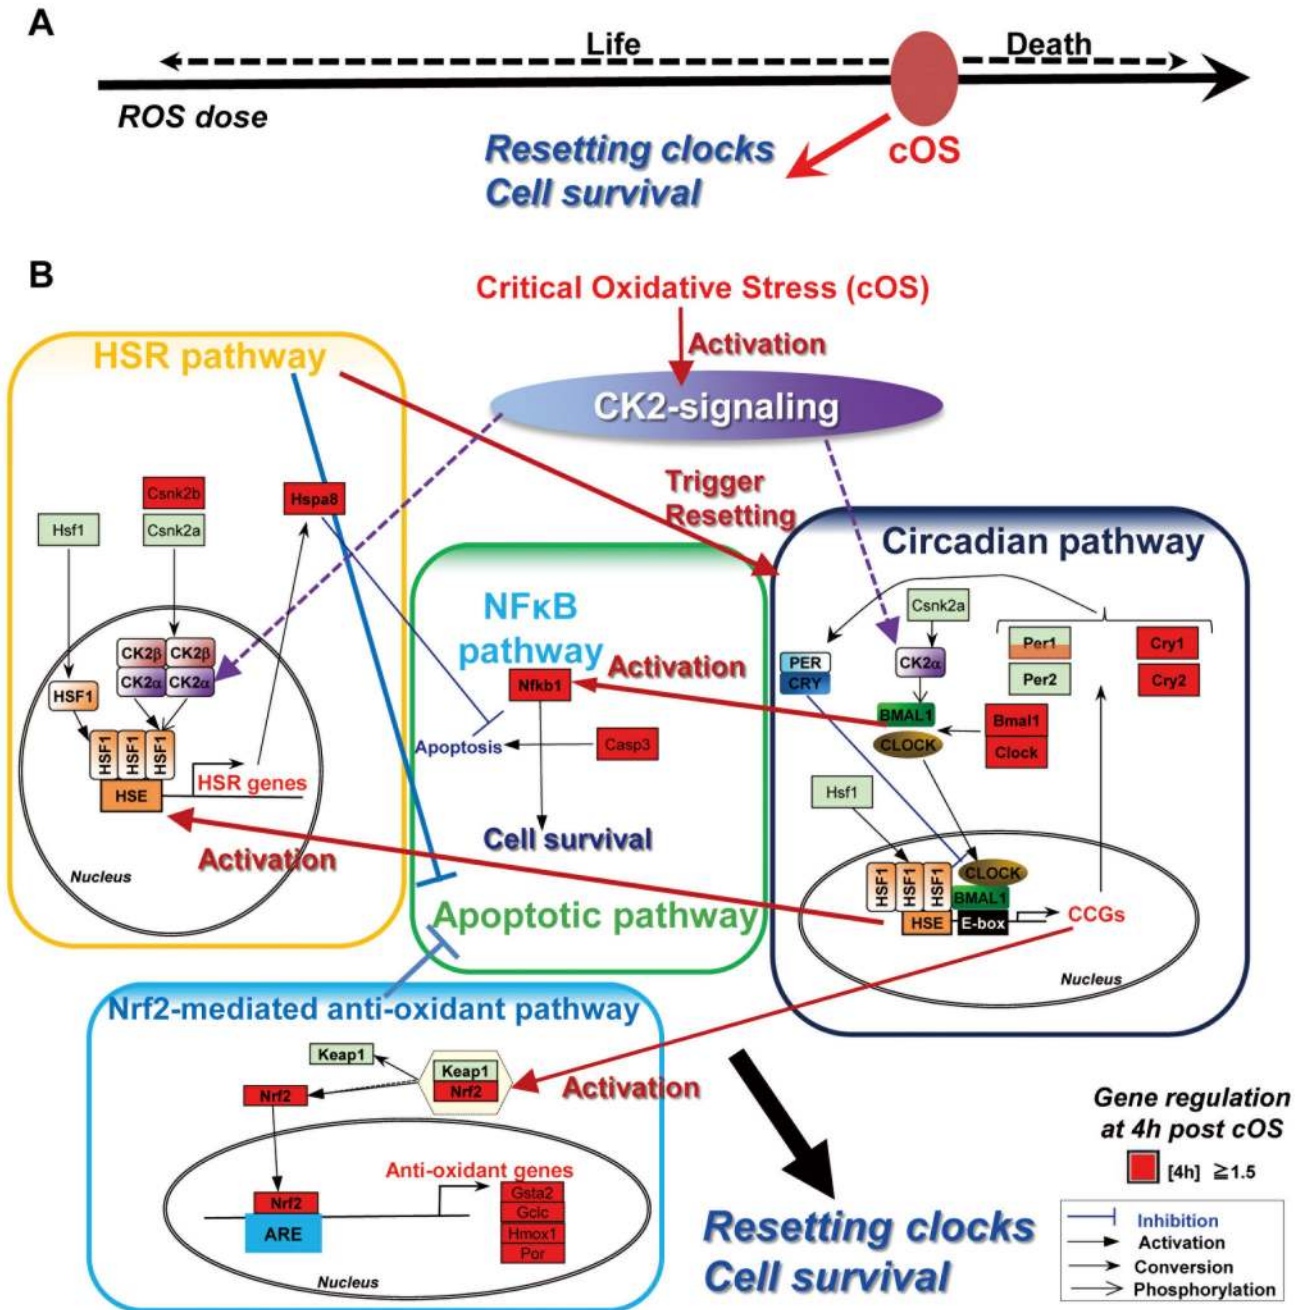 A
Life
Death
ROS dose
cOS
Resetting clocks
Cell survival
B
Critical Oxidative Stress (cOS)
Activation
CK2-signaling
HSR pathway
Csnk2b
Csnk2a
Hsf1
Hspa8
CK2β
CK2β
CK2α
CK2α
HSF1
HSF1
HSF1
HSF1
HSE
HSR genes
Nucleus
Activation
Trigger
Resetting
NFκB
pathway
Nfkb1
Activation
Apoptosis
Casp3
Cell survival
Apoptotic pathway
Circadian pathway
Csnk2a
Per1
Cry1
Per2
Cry2
PER
CRY
CK2α
BMAL1
CLOCK
Bmal1
Clock
Hsf1
HSF1
HSF1
HSF1
CLOCK
BMAL1
HSE
E-box
CCGs
Nucleus
Nrf2-mediated anti-oxidant pathway
Keap1
Keap1
Nrf2
Nrf2
Activation
Anti-oxidant genes
Nrf2
ARE
Gsta2
Gclc
Hmox1
Por
Nucleus
Resetting clocks
Cell survival
Gene regulation
at 4h post cOS
[4h] ≧1.5
Inhibition
Activation
Conversion
Phosphorylation